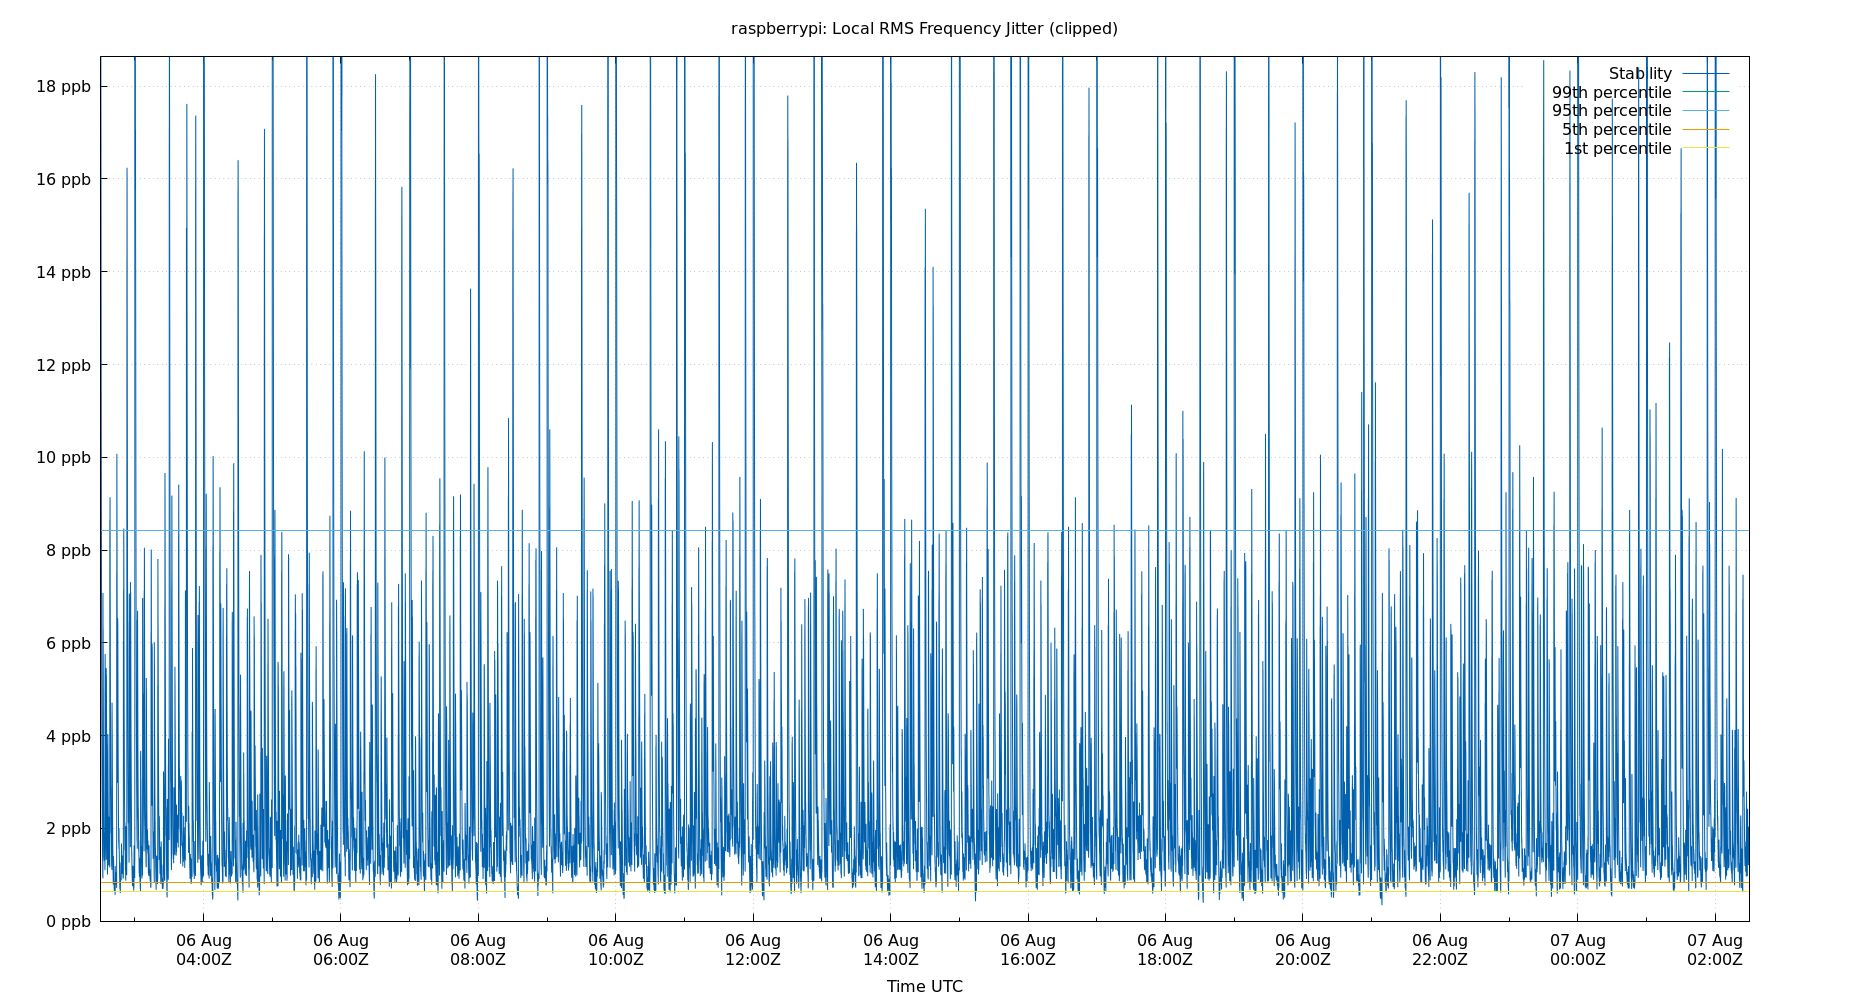 raspberrypi: Local RMS Frequency Jitter (clipped)
18 ppb
16 ppb
14 ppb
12 ppb
10 ppb
8 ppb
6 ppb
4 ppb
2 ppb
0 ppb
Stability
99th percentile
95th percentile
5th percentile
1st percentile
06 Aug 06 Aug 06 Aug 06 Aug 06 Aug 06 Aug 06 Aug 06 Aug 06 Aug 06 Aug 07 Aug 07 Aug
04:00Z 06:00Z 08:00Z 10:00Z 12:00Z 14:00Z 16:00Z 18:00Z 20:00Z 22:00Z 00:00Z 02:00Z
Time UTC